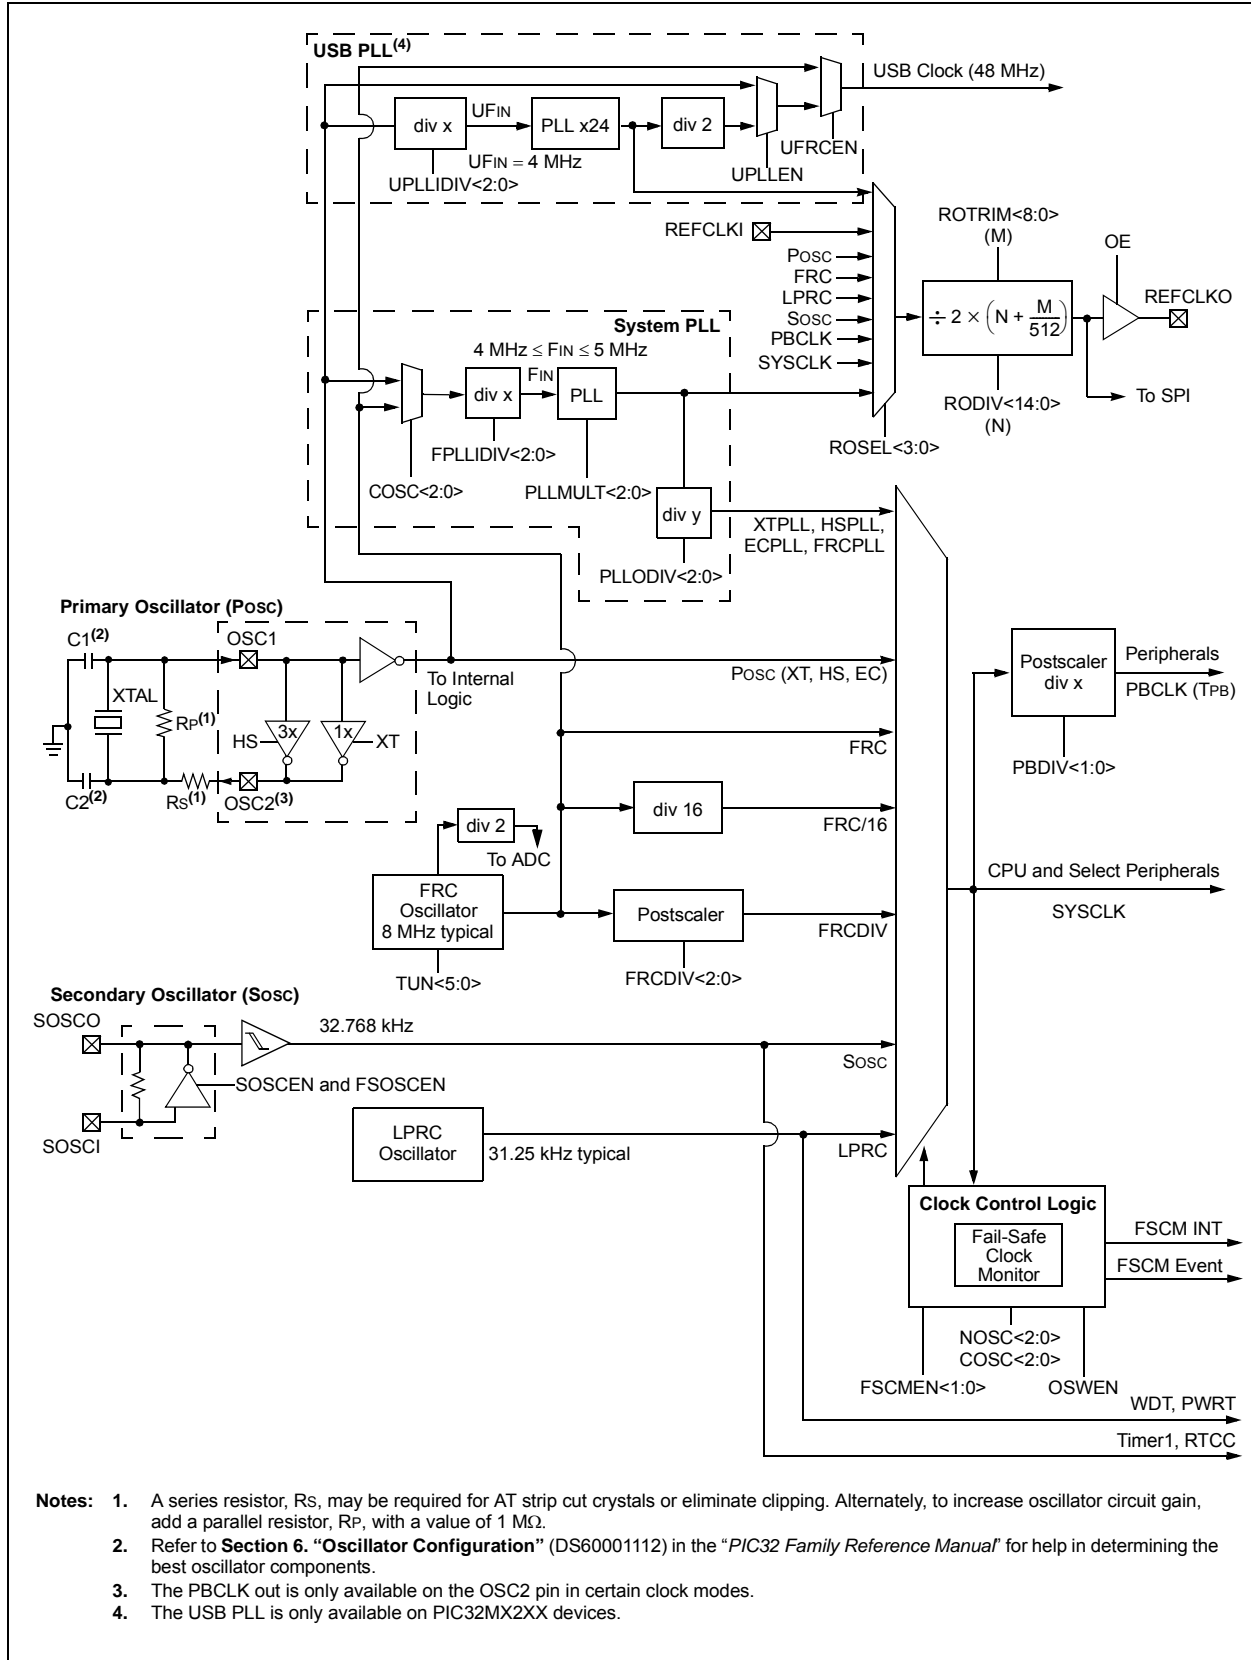 USB PLL(4)
USB Clock (48 MHz)
UFIN
div x
PLL x24
div 2
UFIN = 4 MHz
UFRCEN
UPLLEN
UPLLIDIV<2:0>
ROTRIM<8:0>
(M)
REFCLKI
OE
POSC
FRC
LPRC
SOSC
PBCLK
SYSCLK
REFCLKO
÷ 2 × (N + M/512)
System PLL
4 MHz ≤ FIN ≤ 5 MHz
FIN
div x
PLL
To SPI
RODIV<14:0>
(N)
ROSEL<3:0>
FPLLIDIV<2:0>
COSC<2:0>
PLLMULT<2:0>
div y
XTPLL, HSPLL,
ECPLL, FRCPLL
PLLODIV<2:0>
Primary Oscillator (POSC)
C1(2)
OSC1
XTAL
RP(1)
3x
1x
HS
XT
To Internal
Logic
C2(2)
RS(1)
OSC2(3)
POSC (XT, HS, EC)
Postscaler
div x
Peripherals
PBCLK (TPB)
PBDIV<1:0>
FRC
div 16
FRC/16
div 2
To ADC
FRC
Oscillator
8 MHz typical
Postscaler
FRCDIV
CPU and Select Peripherals
SYSCLK
TUN<5:0>
FRCDIV<2:0>
Secondary Oscillator (SOSC)
SOSCO
32.768 kHz
SOSC
SOSCEN and FSOSCEN
SOSCI
LPRC
Oscillator
31.25 kHz typical
LPRC
Clock Control Logic
Fail-Safe
Clock
Monitor
FSCM INT
FSCM Event
NOSC<2:0>
COSC<2:0>
FSCMEN<1:0>
OSWEN
WDT, PWRT
Timer1, RTCC
Notes: 1. A series resistor, RS, may be required for AT strip cut crystals or eliminate clipping. Alternately, to increase oscillator circuit gain,
add a parallel resistor, RP, with a value of 1 MΩ.
2. Refer to Section 6. “Oscillator Configuration” (DS60001112) in the “PIC32 Family Reference Manual” for help in determining the
best oscillator components.
3. The PBCLK out is only available on the OSC2 pin in certain clock modes.
4. The USB PLL is only available on PIC32MX2XX devices.